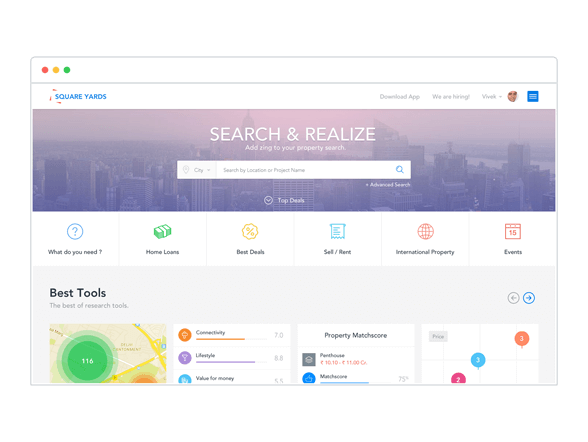 SQUARE YARDS
Download App
We are hiring!
Vivek
SEARCH & REALIZE
Add zing to your property search.
City
Search by Location or Project Name
+ Advanced Search
Top Deals
What do you need ?
Home Loans
Best Deals
Sell / Rent
15
International Property
Events
Best Tools
The best of research tools.
116
Connectivity
7.0
Lifestyle
8.8
Value for money
5.5
Property Matchscore
Penthouse
₹ 10.10 - ₹ 11.00 Cr.
Matchscore
75%
Price
3
3
2